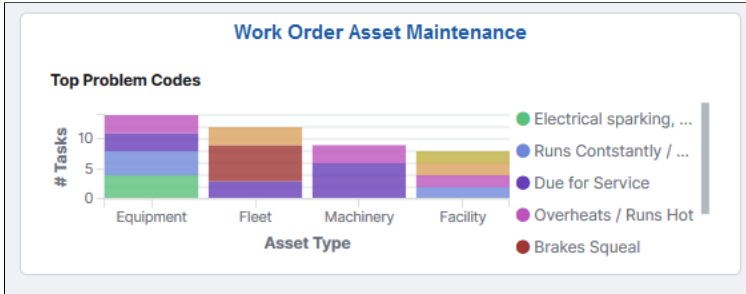 Work Order Asset Maintenance
Top Problem Codes
# Tasks
10
5
0
Equipment
Fleet
Machinery
Facility
Asset Type
Electrical sparking, ...
Runs Contstantly / ...
Due for Service
Overheats / Runs Hot
Brakes Squeal